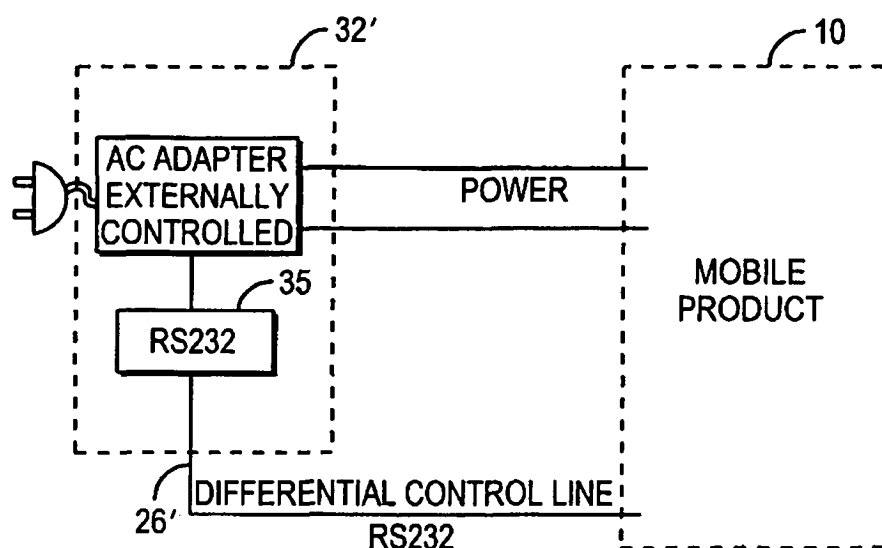 32'
10
AC ADAPTER
EXTERNALLY
CONTROLLED
POWER
35
RS232
MOBILE
PRODUCT
26'
DIFFERENTIAL CONTROL LINE
RS232